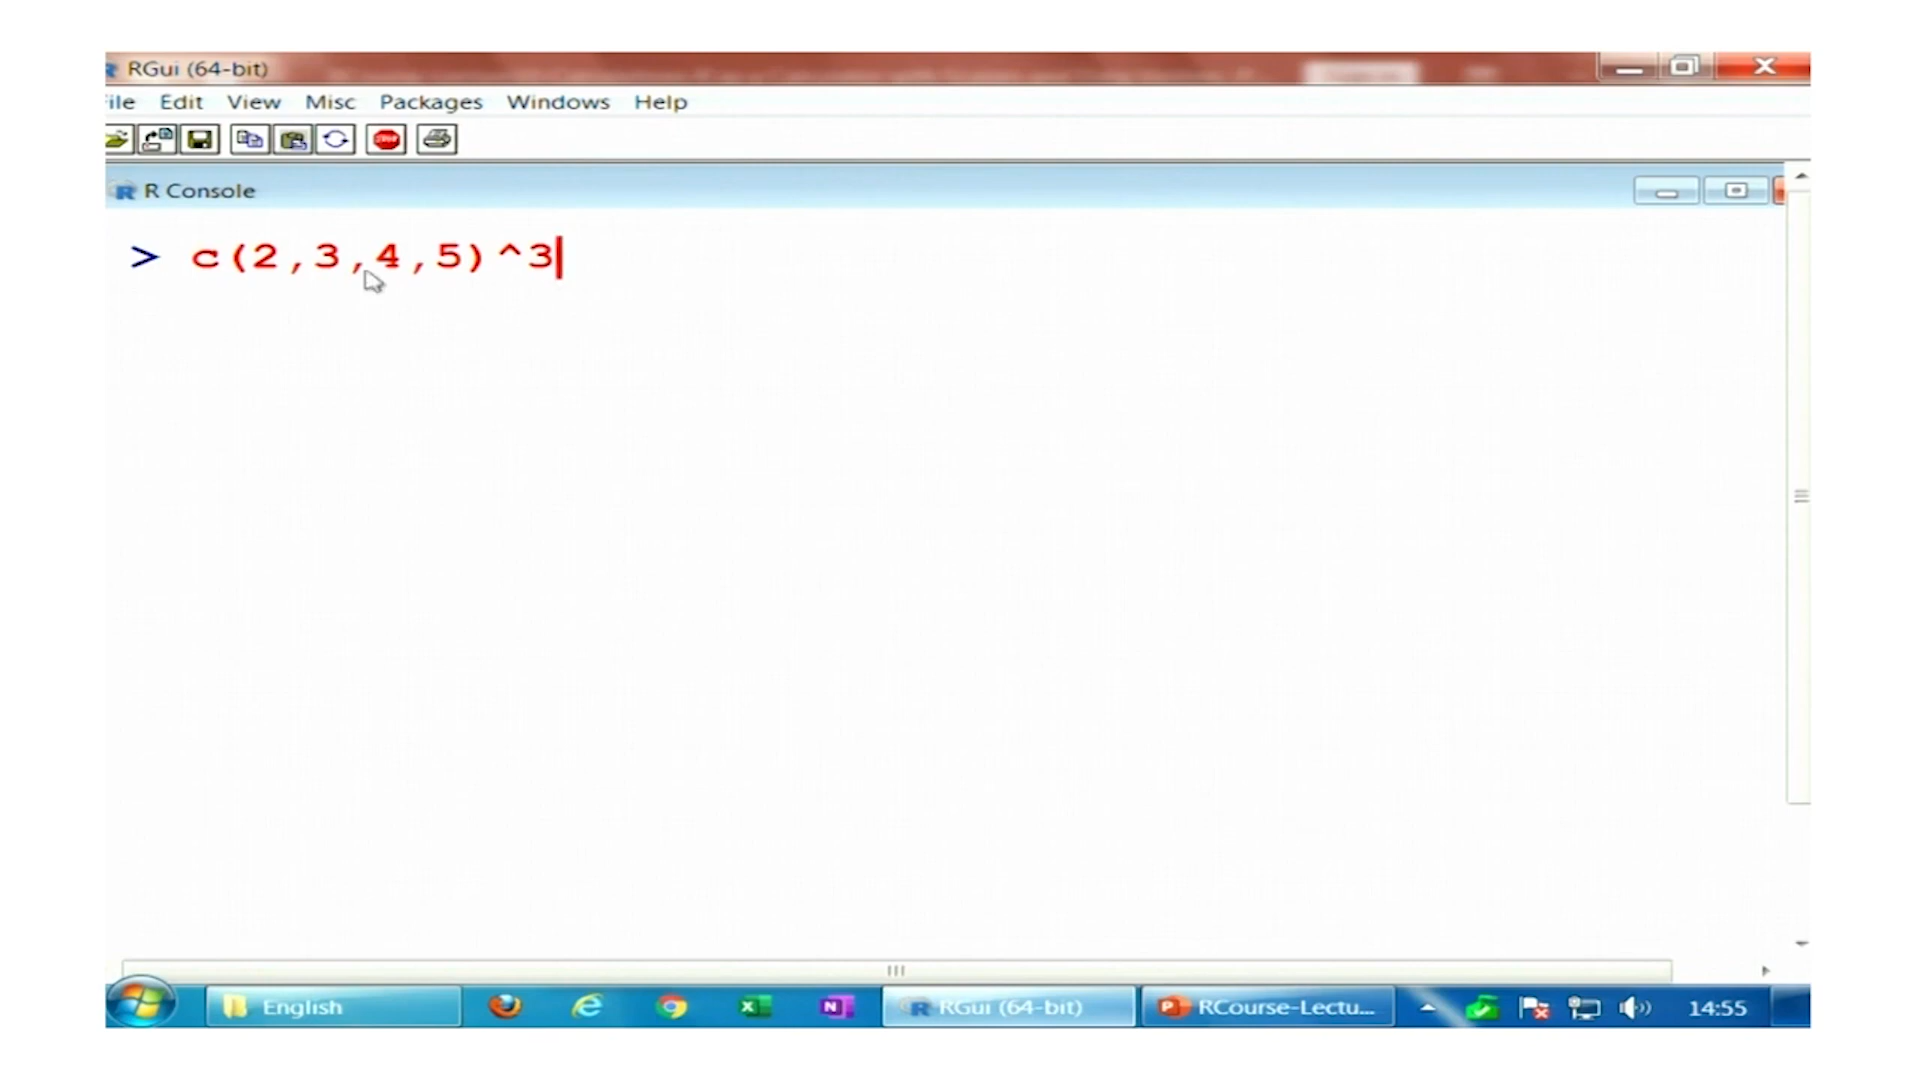 RGui (64-bit)
ile Edit View Misc Packages Windows Help
STOP
R Console
> c(2,3,4,5)^3
English
RGui (64-bit)
RCourse-Lectu...
14:55